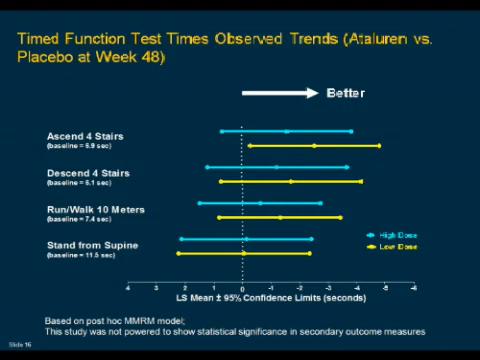 Timed Function Test Times Observed Trends (Ataluren vs.
Placebo at Week 48)
Better
Ascend 4 Stairs
(baseline = 6.9 sec)
Descend 4 Stairs
(baseline = 6.1 sec)
Run/Walk 10 Meters
(baseline = 7.4 sec)
Stand from Supine
(baseline = 11.5 sec)
High Dose
Low Dose
4 3 2 1 0 -1 -2 -3 -4 -5 -6
LS Mean ± 95% Confidence Limits (seconds)
Based on post hoc MMRM model;
This study was not powered to show statistical significance in secondary outcome measures
Slide 16